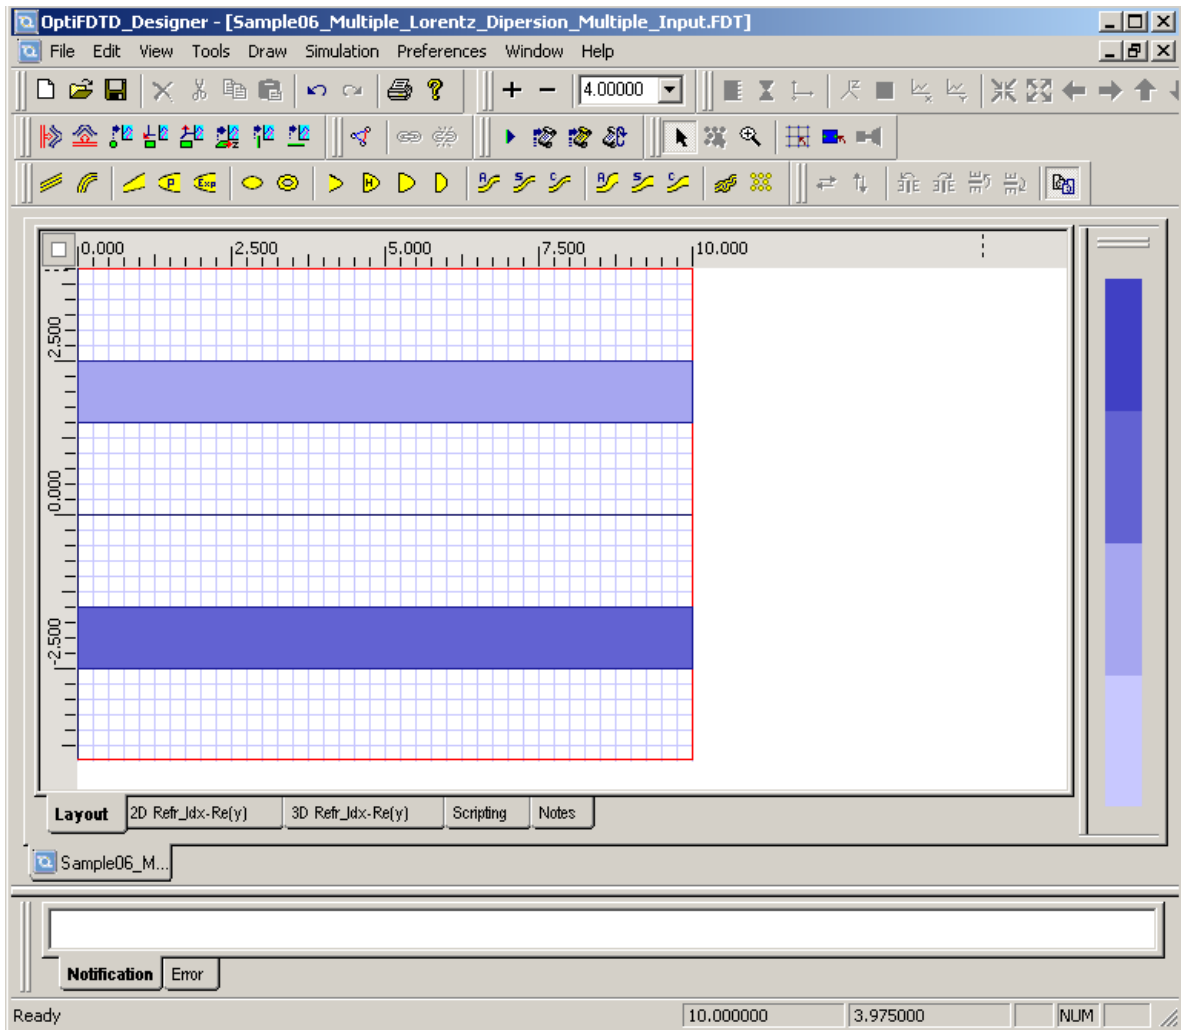 OptiFDTD_Designer - [Sample06_Multiple_Lorentz_Dipersion_Multiple_Input.FDT]
File Edit View Tools Draw Simulation Preferences Window Help
4.00000
0.000 2.500 5.000 7.500 10.000
2.500
0.000
-2.500
Layout 2D Refr_Idx-Re(y) 3D Refr_Idx-Re(y) Scripting Notes
Sample06_M...
Notification Error
Ready 10.000000 3.975000 NUM